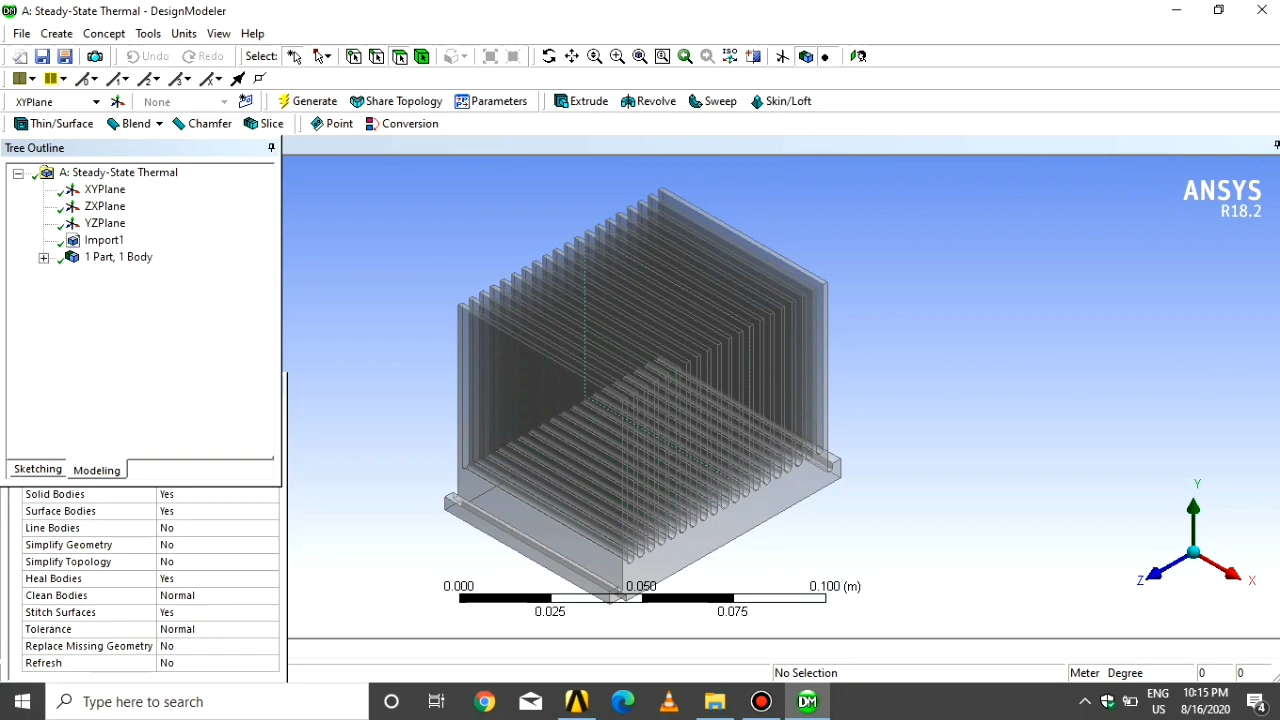 A: Steady-State Thermal - DesignModeler
File Create Concept Tools Units View Help
Undo Redo Select:
XYPlane None Generate Share Topology Parameters Extrude Revolve Sweep Skin/Loft
Thin/Surface Blend Chamfer Slice Point Conversion
Tree Outline
A: Steady-State Thermal
XYPlane
ZXPlane
YZPlane
Import1
1 Part, 1 Body
Sketching Modeling
Solid Bodies Yes
Surface Bodies Yes
Line Bodies No
Simplify Geometry No
Simplify Topology No
Heal Bodies Yes
Clean Bodies Normal
Stitch Surfaces Yes
Tolerance Normal
Replace Missing Geometry No
Refresh No
ANSYS
R18.2
0.000 0.050 0.100 (m)
0.025 0.075
Y
Z X
No Selection Meter Degree 0 0
Type here to search
ENG
US
10:15 PM
8/16/2020
4